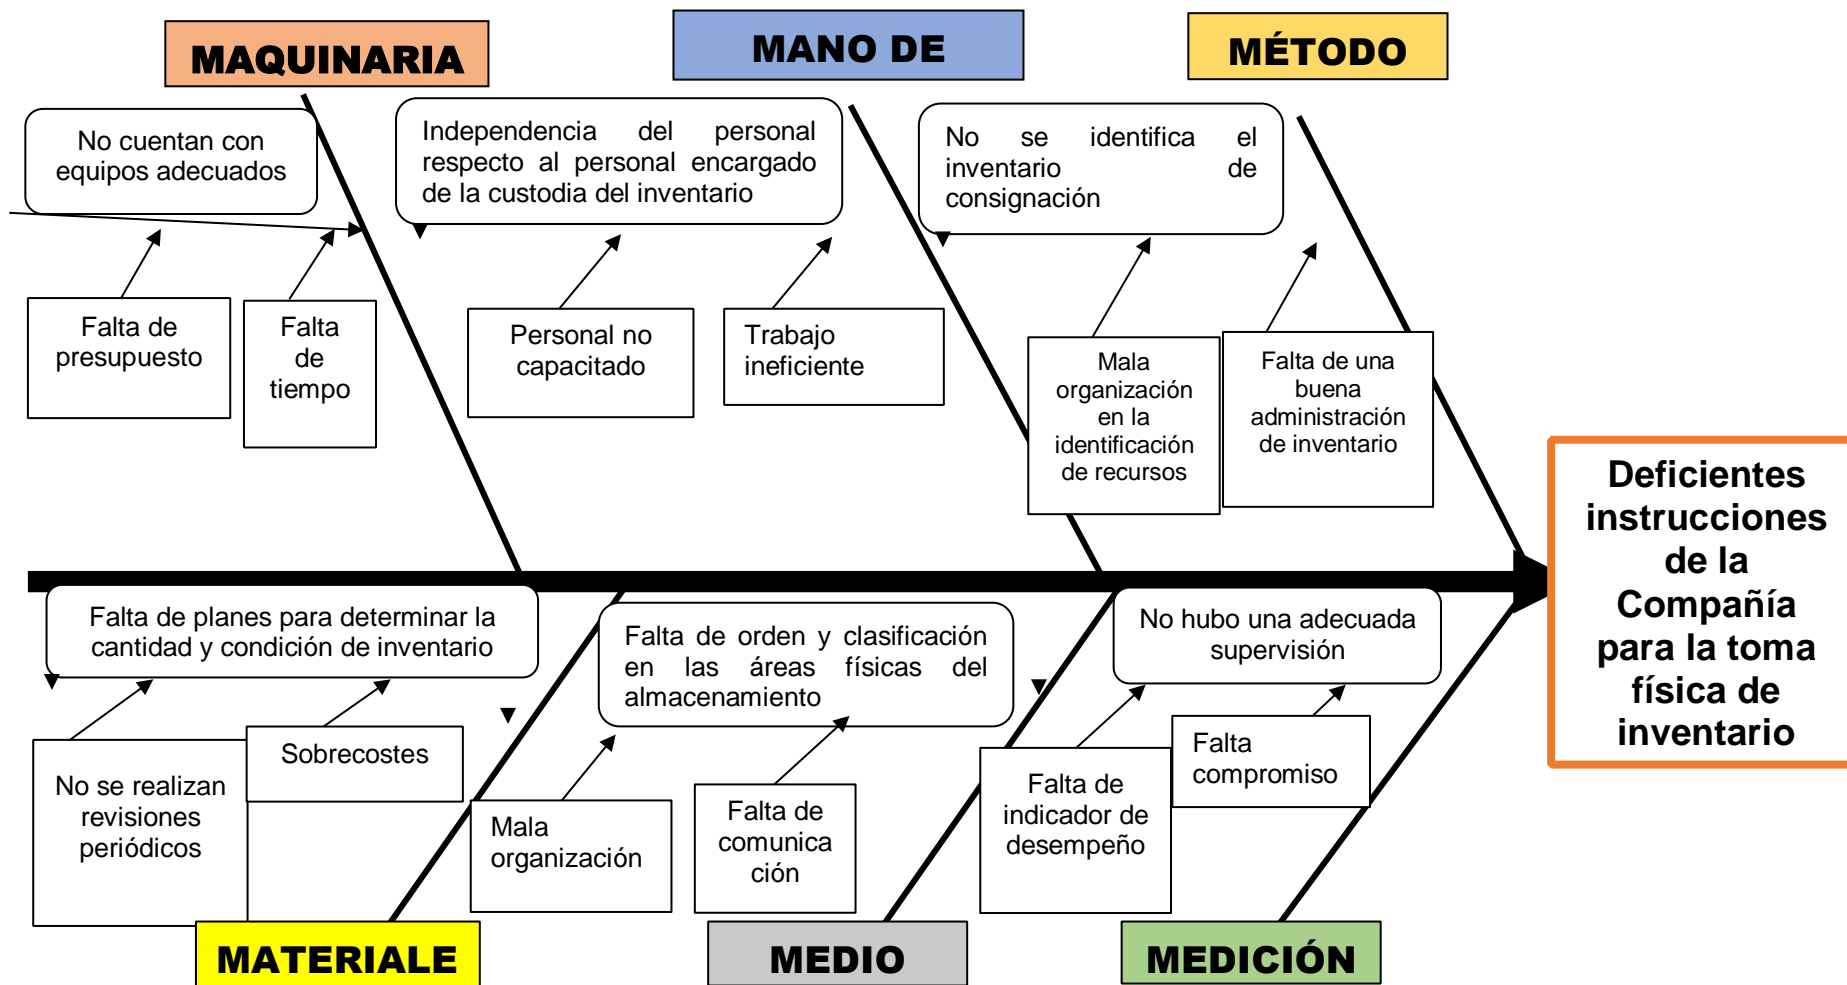 MAQUINARIA
MANO DE
MÉTODO
No cuentan con
equipos adecuados
Independencia del personal
respecto al personal encargado
de la custodia del inventario
No se identifica el
inventario de
consignación
Falta de
presupuesto
Falta
de
tiempo
Personal no
capacitado
Trabajo
ineficiente
Mala
organización
en la
identificación
de recursos
Falta de una
buena
administración
de inventario
Deficientes
instrucciones
de la
Compañía
para la toma
física de
inventario
Falta de planes para determinar la
cantidad y condición de inventario
Falta de orden y clasificación
en las áreas físicas del
almacenamiento
No hubo una adecuada
supervisión
No se realizan
revisiones
periódicos
Sobrecostes
Mala
organización
Falta de
comunica
ción
Falta de
indicador de
desempeño
Falta
compromiso
MATERIALE
MEDIO
MEDICIÓN